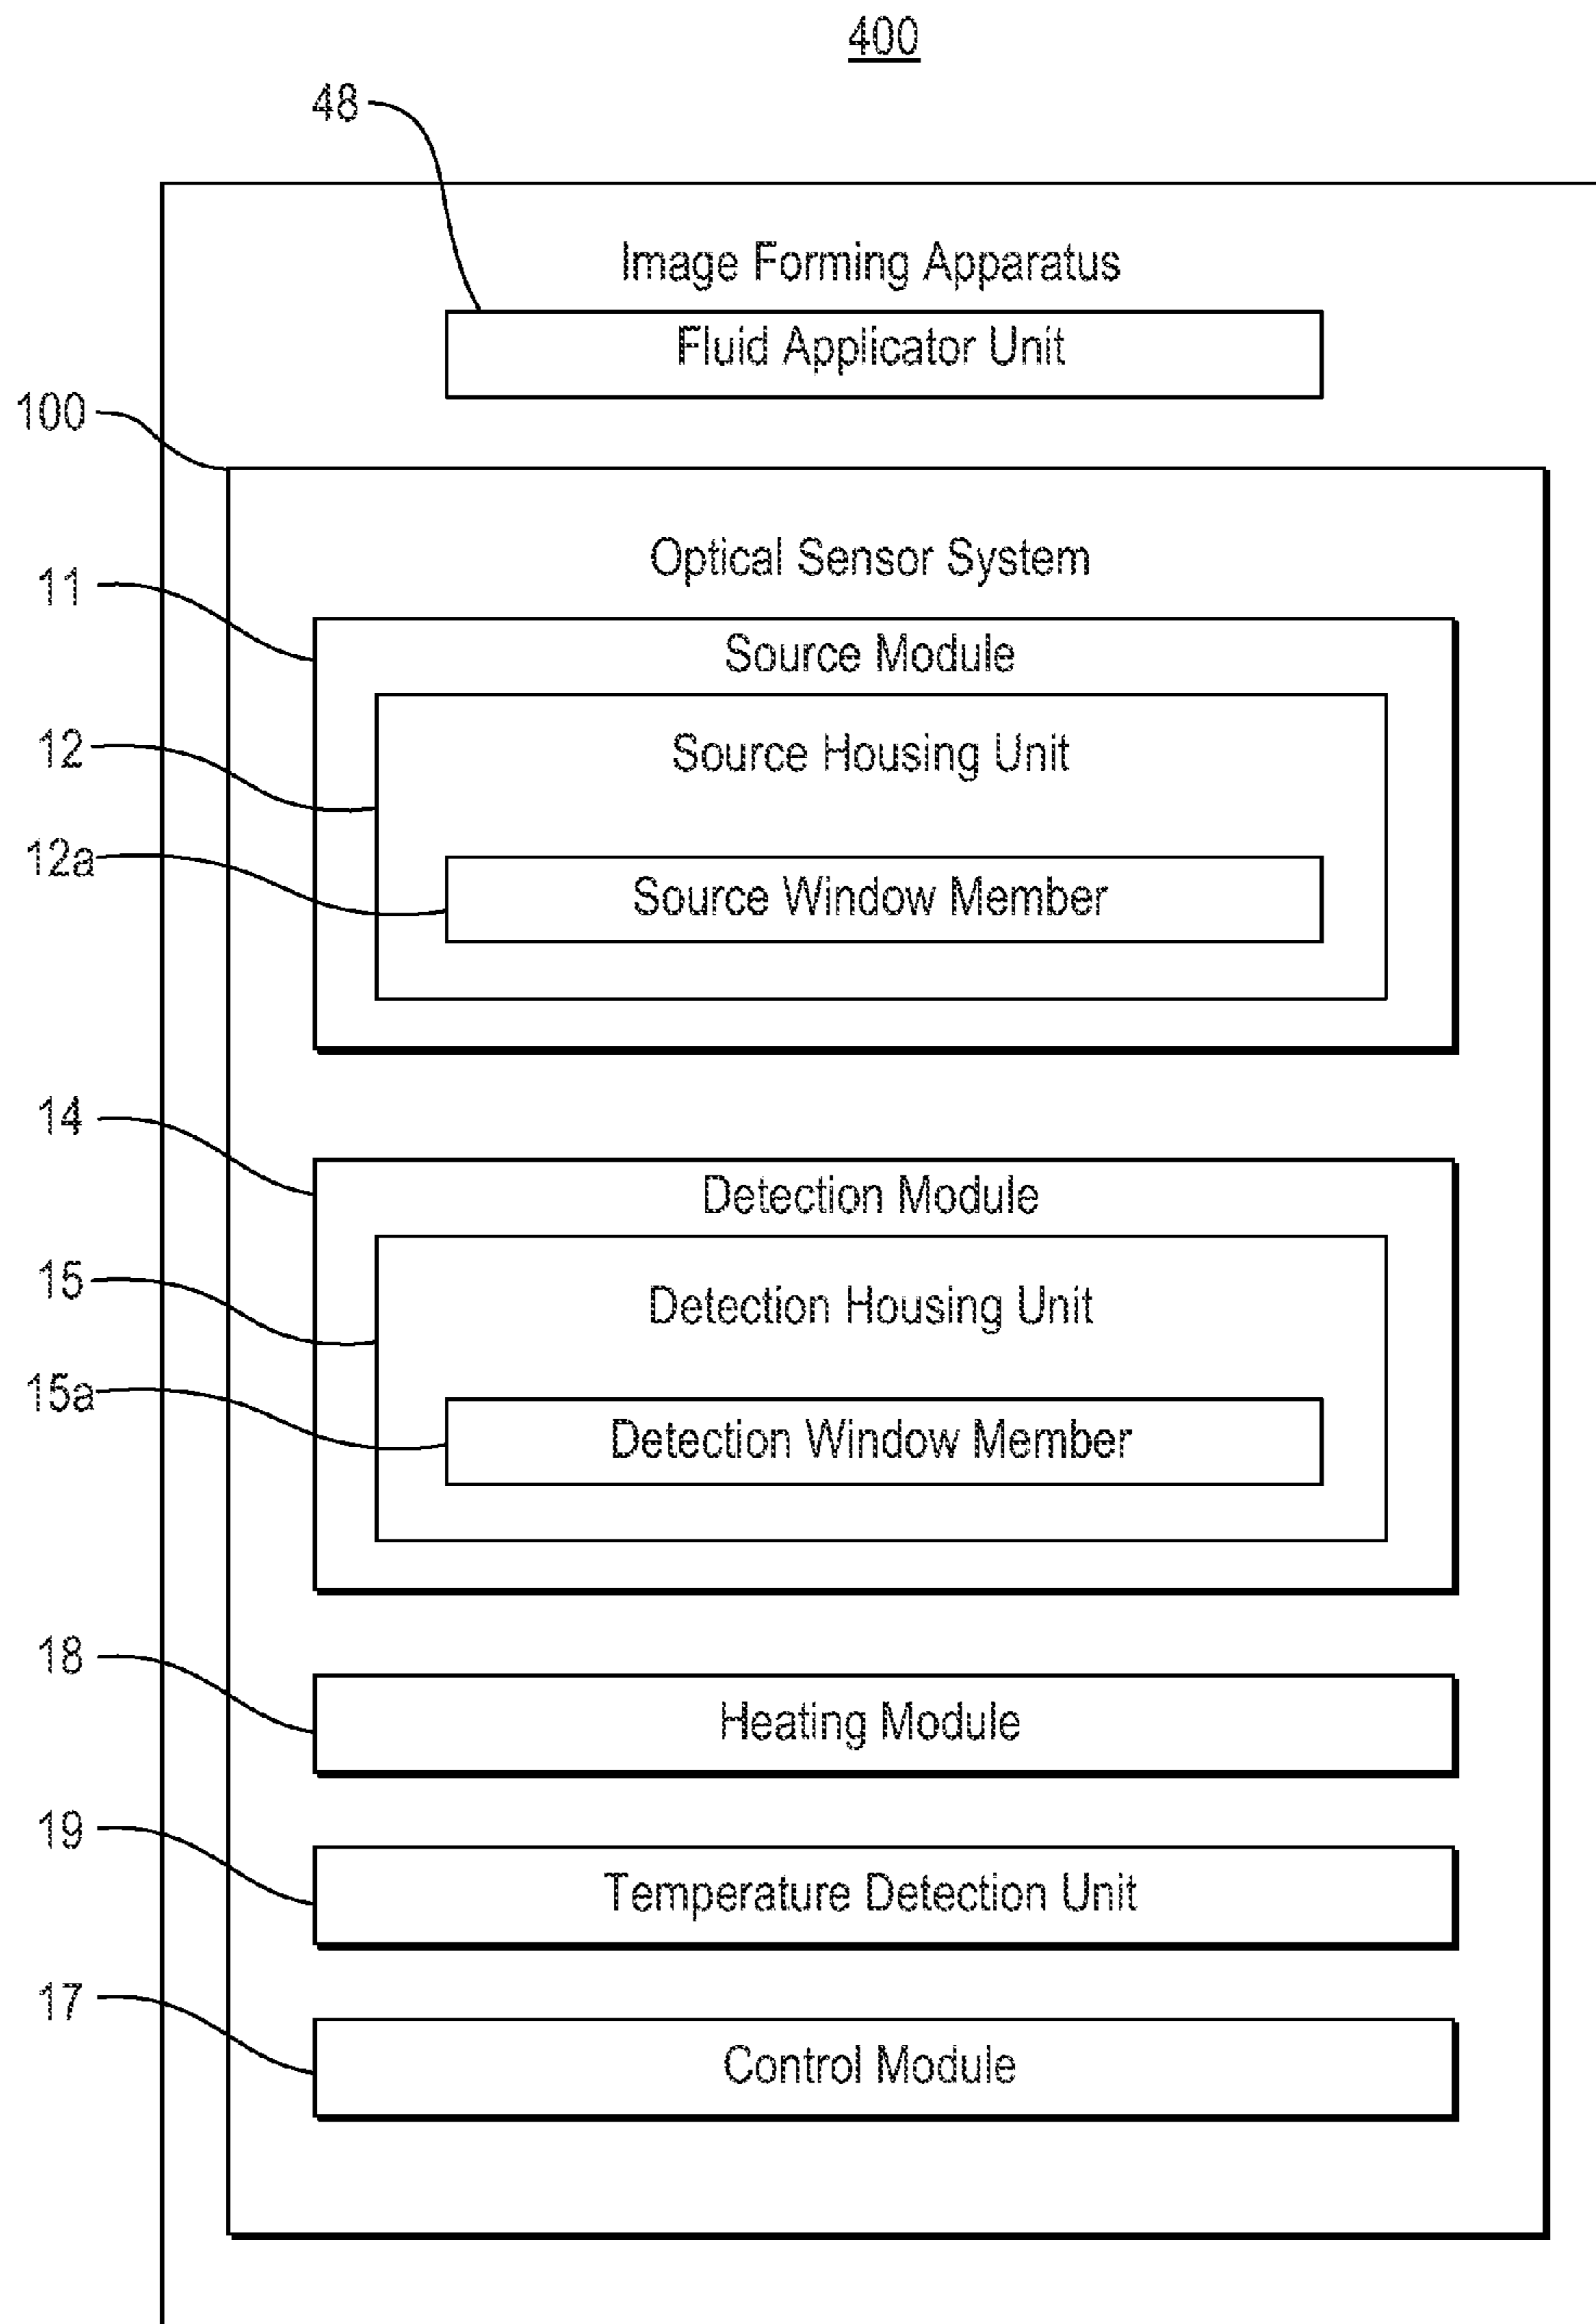 400
48
Image Forming Apparatus
Fluid Applicator Unit
100
Optical Sensor System
11
Source Module
12
Source Housing Unit
12a
Source Window Member
14
Detection Module
15
Detection Housing Unit
15a
Detection Window Member
18
Heating Module
19
Temperature Detection Unit
17
Control Module